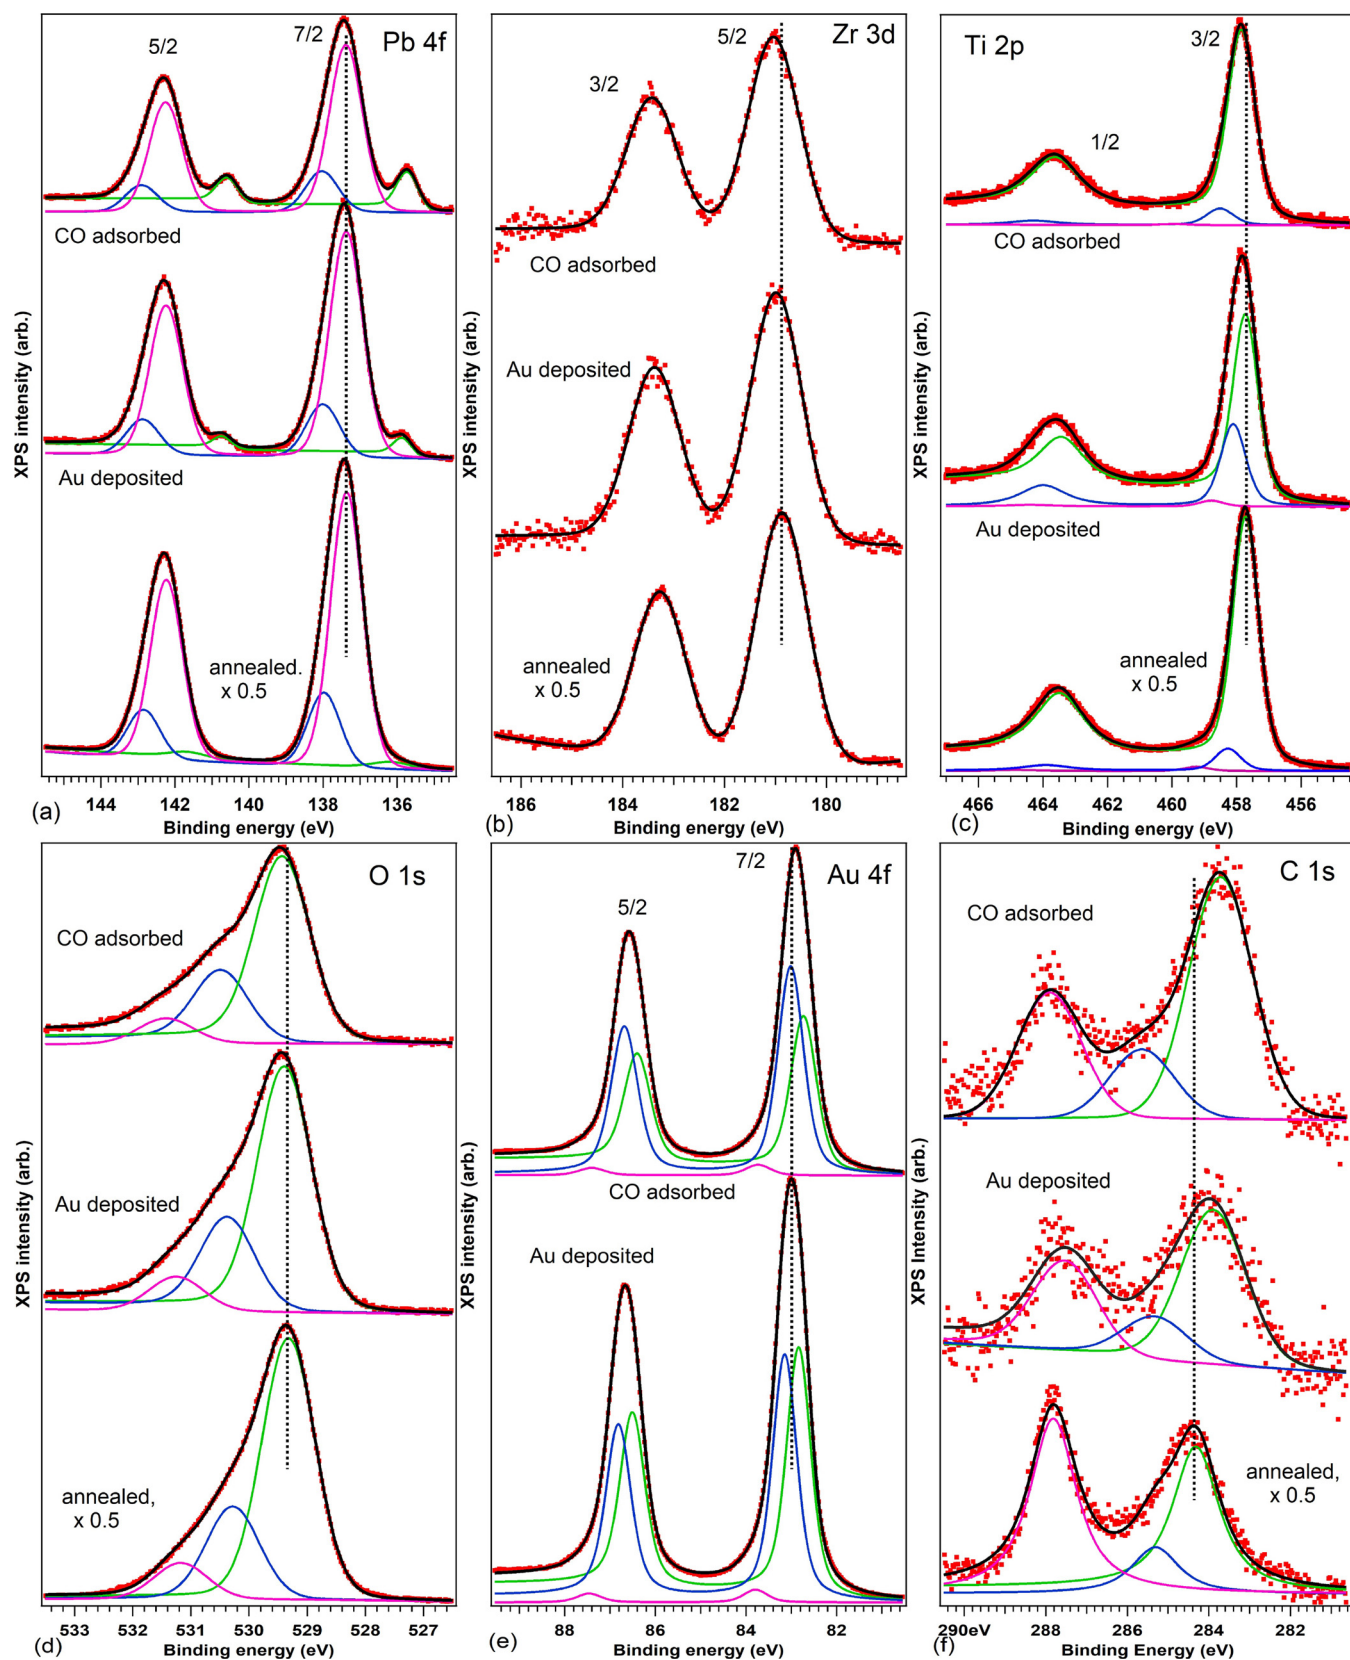 7/2
Pb 4f
5/2
CO adsorbed
Au deposited
annealed.
x 0.5
XPS intensity (arb.)
144 142 140 138 136
(a) Binding energy (eV)
5/2
Zr 3d
3/2
CO adsorbed
Au deposited
annealed
x 0.5
XPS intensity (arb.)
186 184 182 180
(b) Binding energy (eV)
Ti 2p
3/2
1/2
CO adsorbed
Au deposited
annealed
x 0.5
XPS intensity (arb.)
466 464 462 460 458 456
(c) Binding energy (eV)
O 1s
CO adsorbed
Au deposited
annealed,
x 0.5
XPS intensity (arb.)
533 532 531 530 529 528 527
(d) Binding energy (eV)
7/2
Au 4f
5/2
CO adsorbed
Au deposited
XPS intensity (arb.)
88 86 84 82
(e) Binding energy (eV)
C 1s
CO adsorbed
Au deposited
annealed,
x 0.5
XPS Intensity (arb.)
290eV 288 286 284 282
(f) Binding Energy (eV)